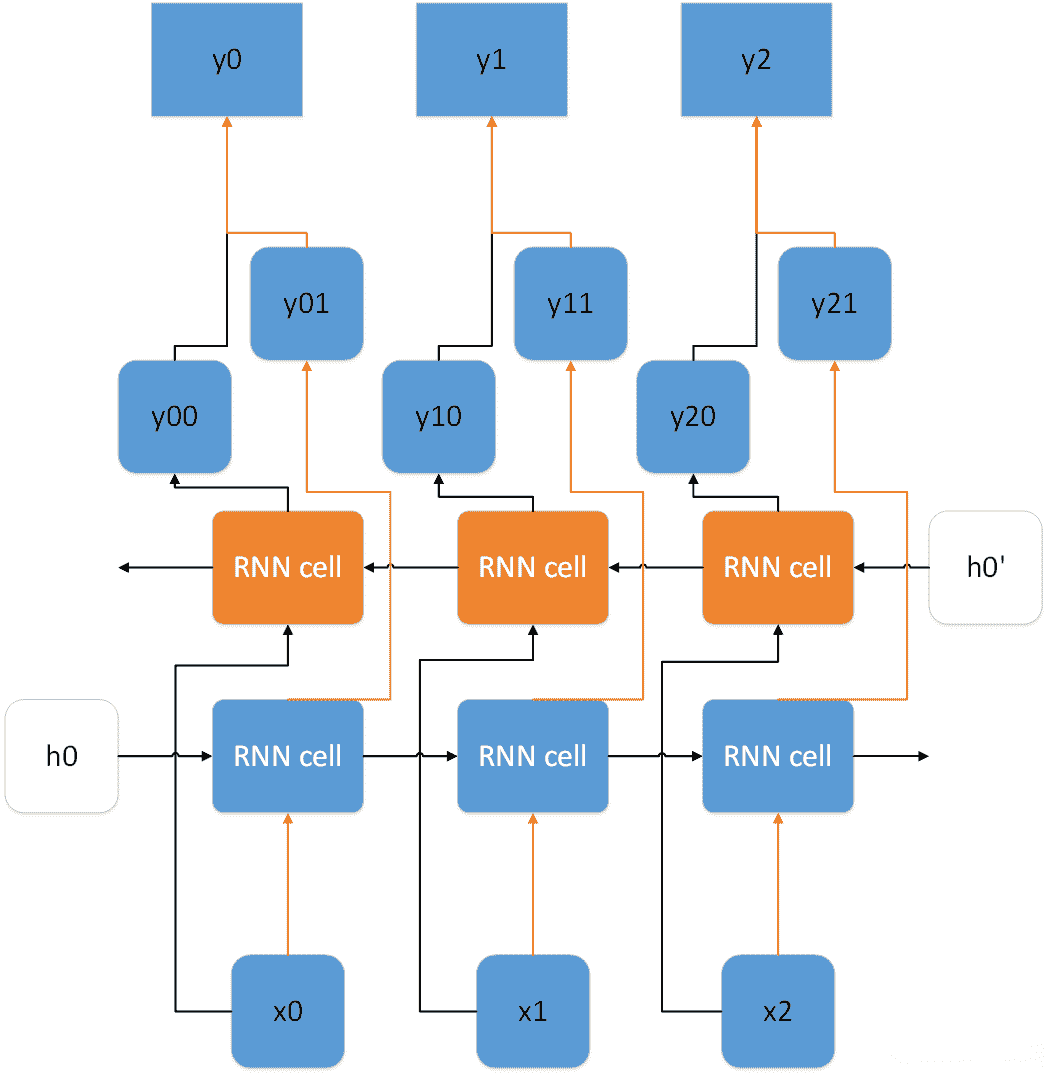 y0
y1
y2
y01
y11
y21
y00
y10
y20
RNN cell
RNN cell
RNN cell
h0'
h0
RNN cell
RNN cell
RNN cell
x0
x1
x2